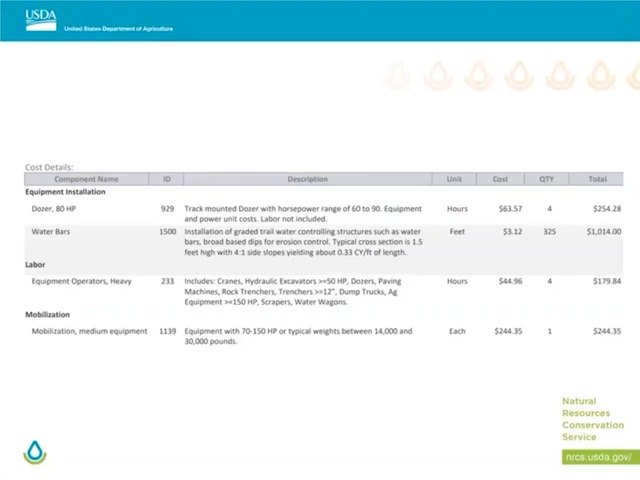 USDA
United States Department of Agriculture
Cost Details:
Component Name ID Description Unit Cost QTY Total
Equipment Installation
Dozer, 80 HP 929 Track mounted Dozer with horsepower range of 60 to 90. Equipment Hours $63.57 4 $254.28
and power unit costs. Labor not included.
Water Bars 1500 Installation of graded trail water controlling structures such as water Feet $3.12 325 $1,014.00
bars, broad based dips for erosion control. Typical cross section is 1.5
feet high with 4:1 side slopes yielding about 0.33 CY/ft of length.
Labor
Equipment Operators, Heavy 233 Includes: Cranes, Hydraulic Excavators >=50 HP, Dozers, Paving Hours $44.96 4 $179.84
Machines, Rock Trenchers, Trenchers >=12", Dump Trucks, Ag
Equipment >=150 HP, Scrapers, Water Wagons.
Mobilization
Mobilization, medium equipment 1139 Equipment with 70-150 HP or typical weights between 14,000 and Each $244.35 1 $244.35
30,000 pounds.
Natural
Resources
Conservation
Service
nrcs.usda.gov/